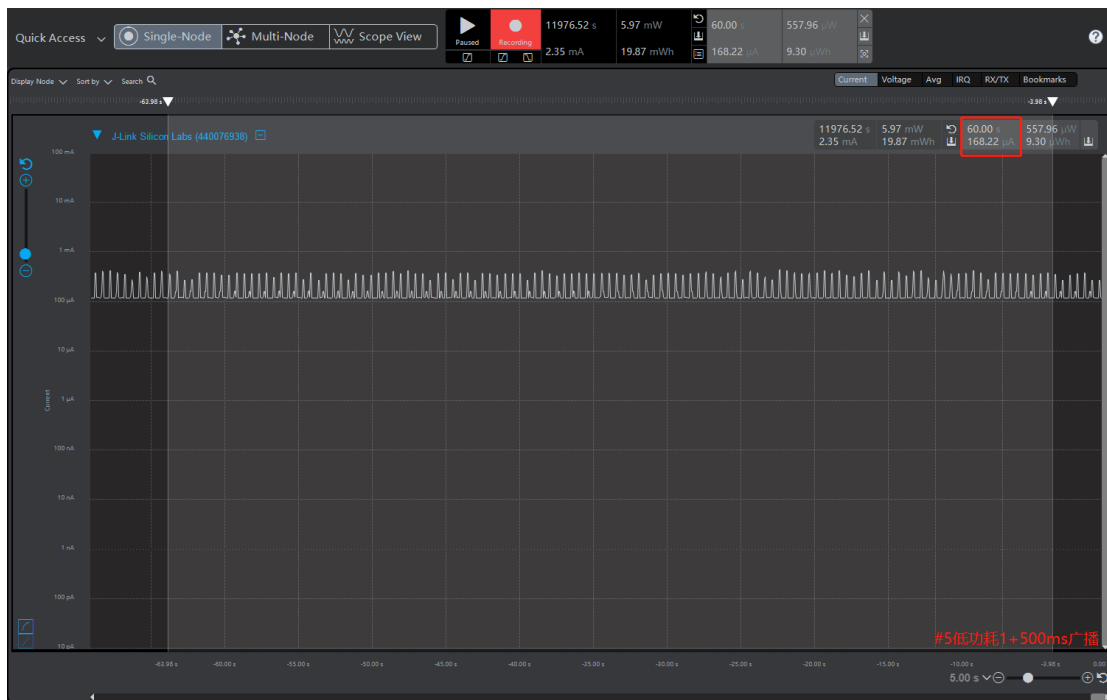 Quick Access
Single-Node
Multi-Node
Scope View
Paused
Recording
11976.52 s
5.97 mW
60.00 s
557.96 µW
2.35 mA
19.87 mWh
168.22 µA
9.30 µWh
Display Node
Sort by
Search
Current
Voltage
Avg
IRQ
RX/TX
Bookmarks
-63.98 s
-3.98 s
J-Link Silicon Labs (440076938)
11976.52 s
5.97 mW
60.00 s
557.96 µW
2.35 mA
19.87 mWh
168.22 µA
9.30 µWh
100 mA
10 mA
1 mA
100 µA
10 µA
1 µA
100 nA
10 nA
1 nA
100 pA
10 pA
Current
#5低功耗1+500ms广播
-63.98 s
-60.00 s
-55.00 s
-50.00 s
-45.00 s
-40.00 s
-35.00 s
-30.00 s
-25.00 s
-20.00 s
-15.00 s
-10.00 s
-3.98 s
0.00
5.00 s